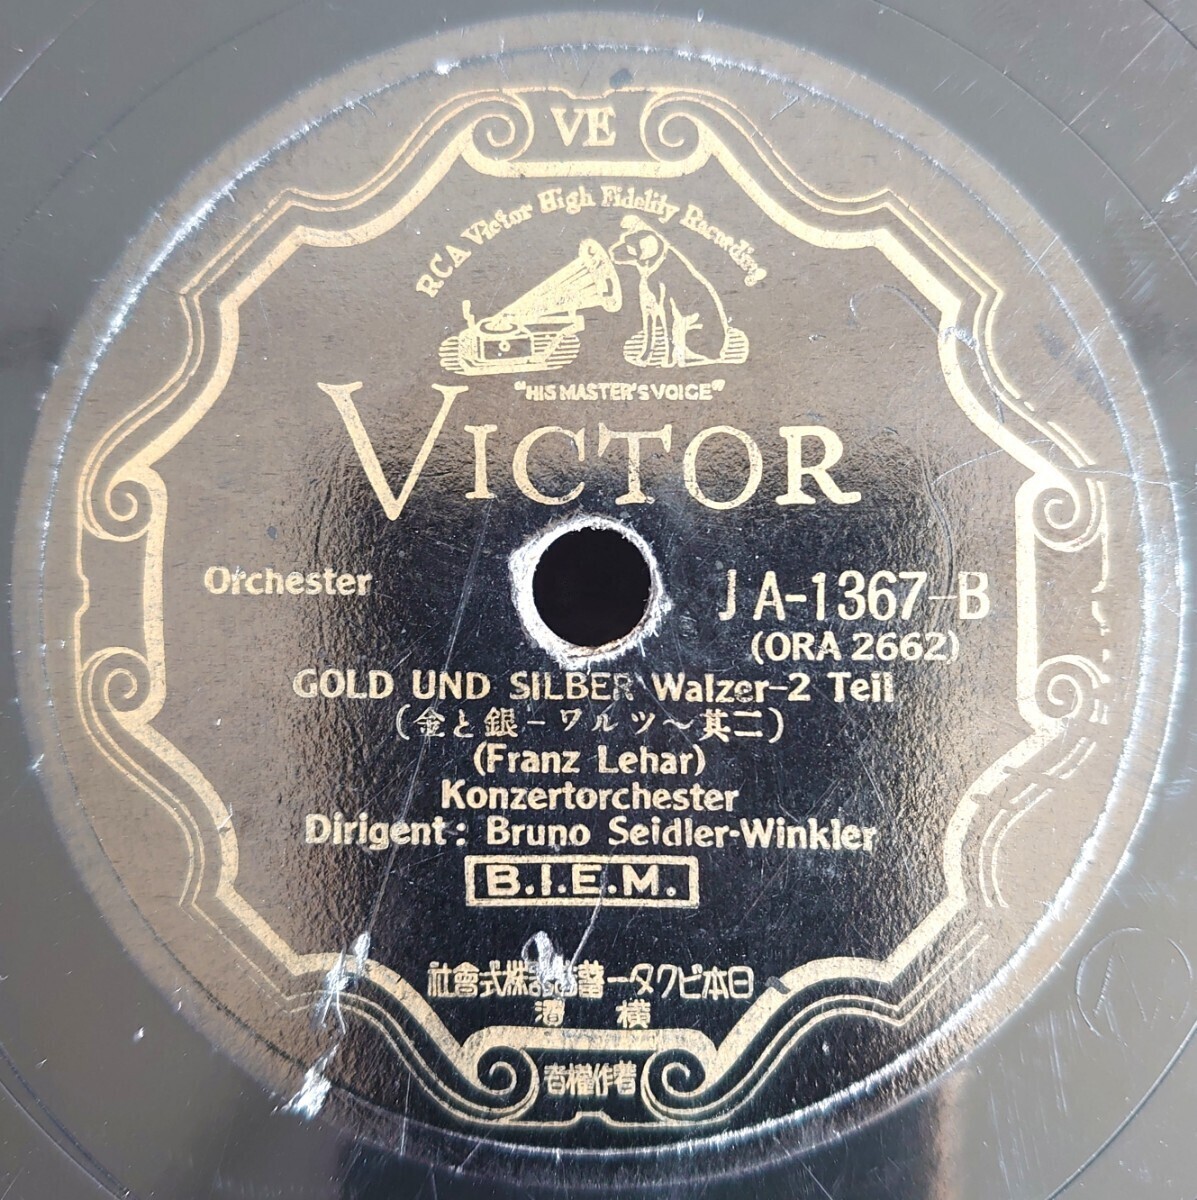 VE
RCA Victor High Fidelity Recording
"HIS MASTER'S VOICE"
VICTOR
Orchester
JA-1367-B
(ORA 2662)
GOLD UND SILBER Walzer-2 Teil
(金と銀-ワルツ~其二)
(Franz Lehar)
Konzertorchester
Dirigent: Bruno Seidler-Winkler
B.I.E.M.
社會式株器音蓄ータクビ本日
濱横
者權作著